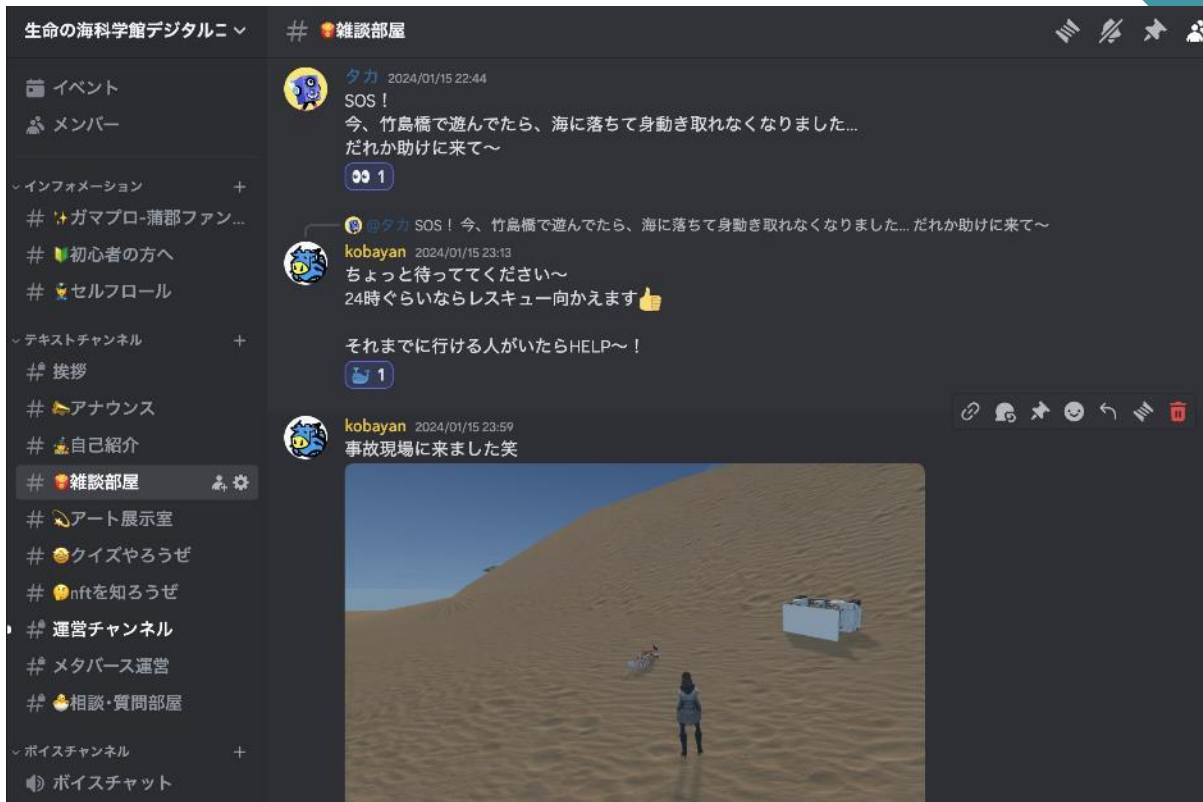 生命の海科学館デジタルニ
イベント
メンバー
インフォメーション
# ✨ガマプロ-蒲郡ファン...
# 🔰初心者の方へ
# セルフロール
テキストチャンネル
# 挨拶
# アナウンス
# 自己紹介
# 雑談部屋
# 💫アート展示室
# 🤩クイズやろうぜ
# 🤔nftを知ろうぜ
# 運営チャンネル
# メタバース運営
# 🐣相談・質問部屋
ボイスチャンネル
ボイスチャット
# 雑談部屋
タカ 2024/01/15 22:44
SOS！
今、竹島橋で遊んでたら、海に落ちて身動き取れなくなりました...
だれか助けに来て〜
👀 1
@タカ SOS！ 今、竹島橋で遊んでたら、海に落ちて身動き取れなくなりました... だれか助けに来て〜
kobayan 2024/01/15 23:13
ちょっと待っててください〜
24時ぐらいならレスキュー向かえます👍
それまでに行ける人がいたらHELP〜！
🐳 1
kobayan 2024/01/15 23:59
事故現場に来ました笑